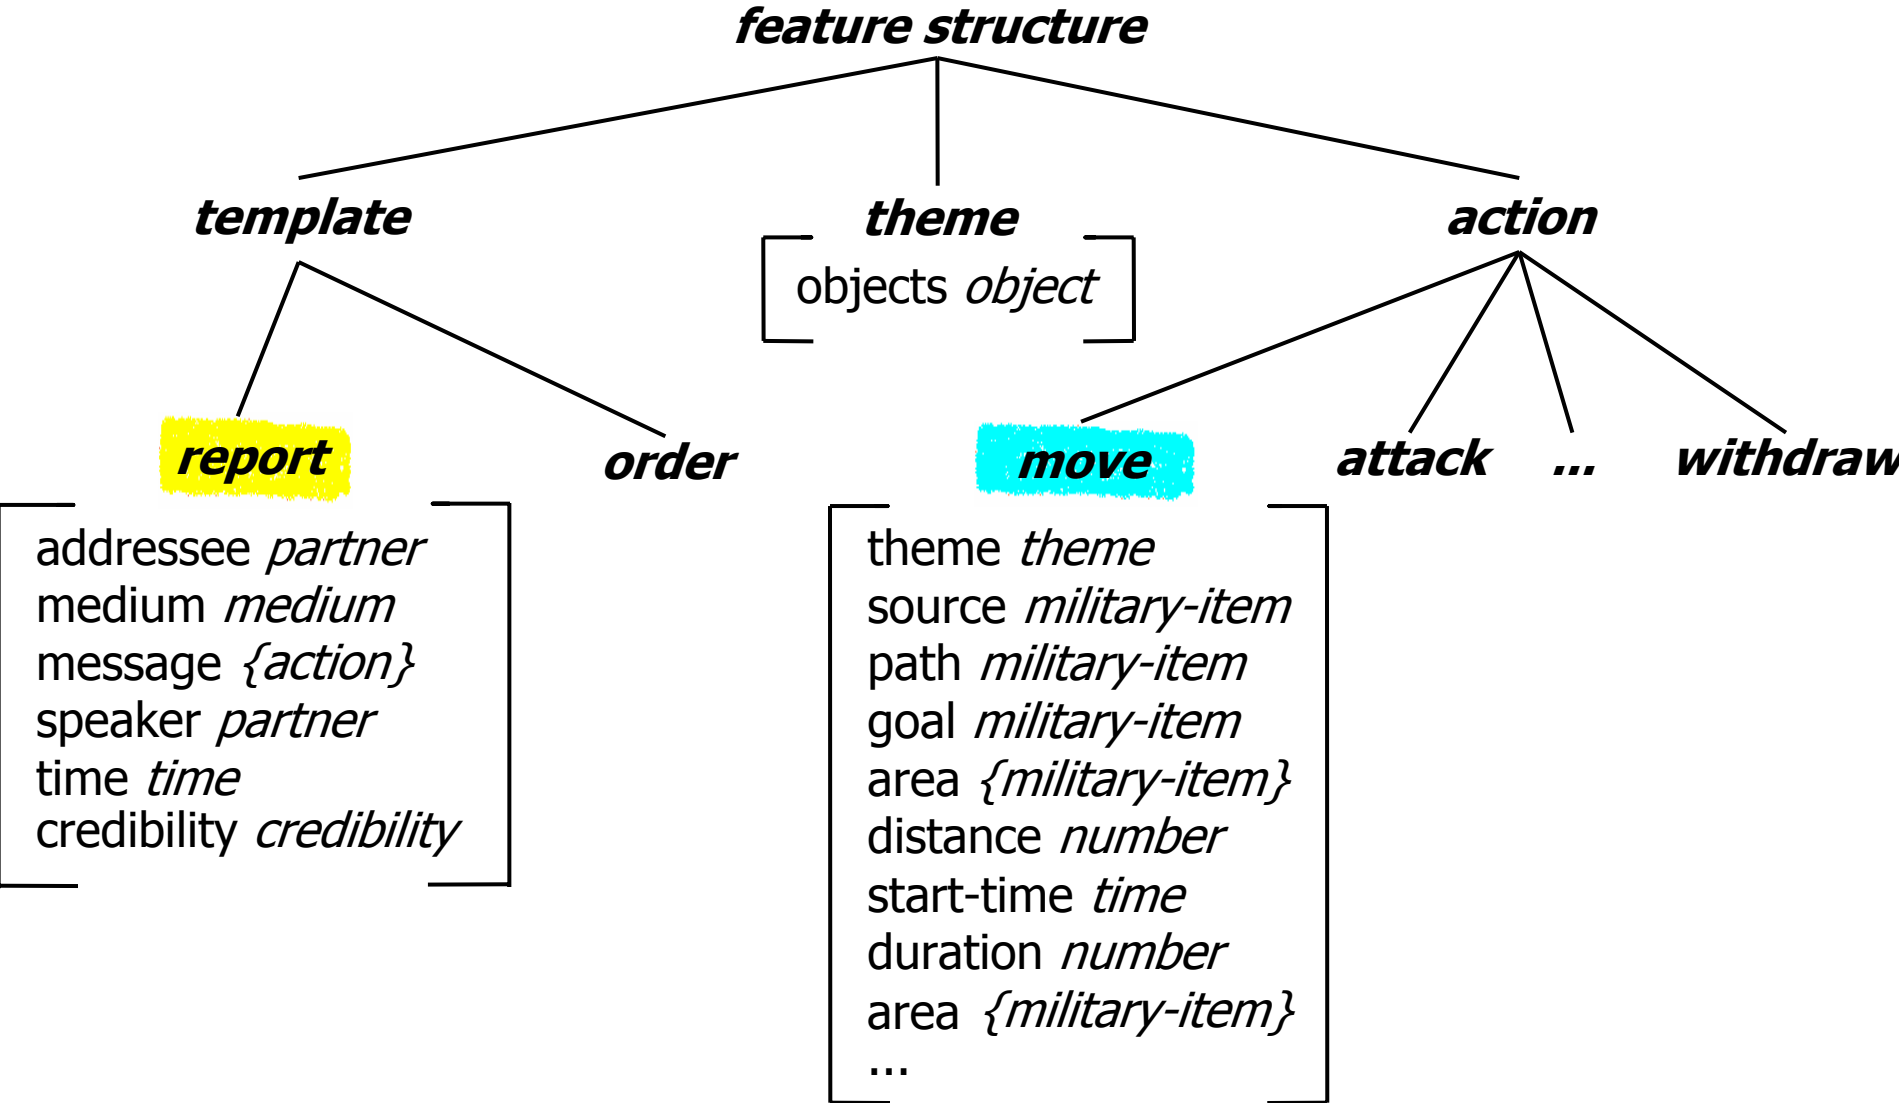 feature structure
template
theme
action
objects object
report
order
move
attack
...
withdraw
addressee partner
medium medium
message {action}
speaker partner
time time
credibility credibility
theme theme
source military-item
path military-item
goal military-item
area {military-item}
distance number
start-time time
duration number
area {military-item}
...